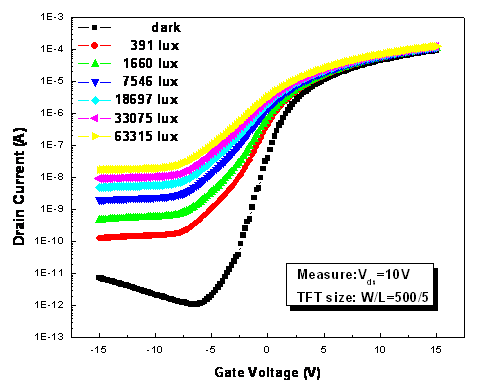 dark
391 lux
1660 lux
7546 lux
18697 lux
33075 lux
63315 lux
1E-3
1E-4
1E-5
1E-6
1E-7
1E-8
1E-9
1E-10
1E-11
1E-12
1E-13
Drain Current (A)
Measure: Vds=10V
TFT size: W/L=500/5
-15
-10
-5
0
5
10
15
Gate Voltage (V)